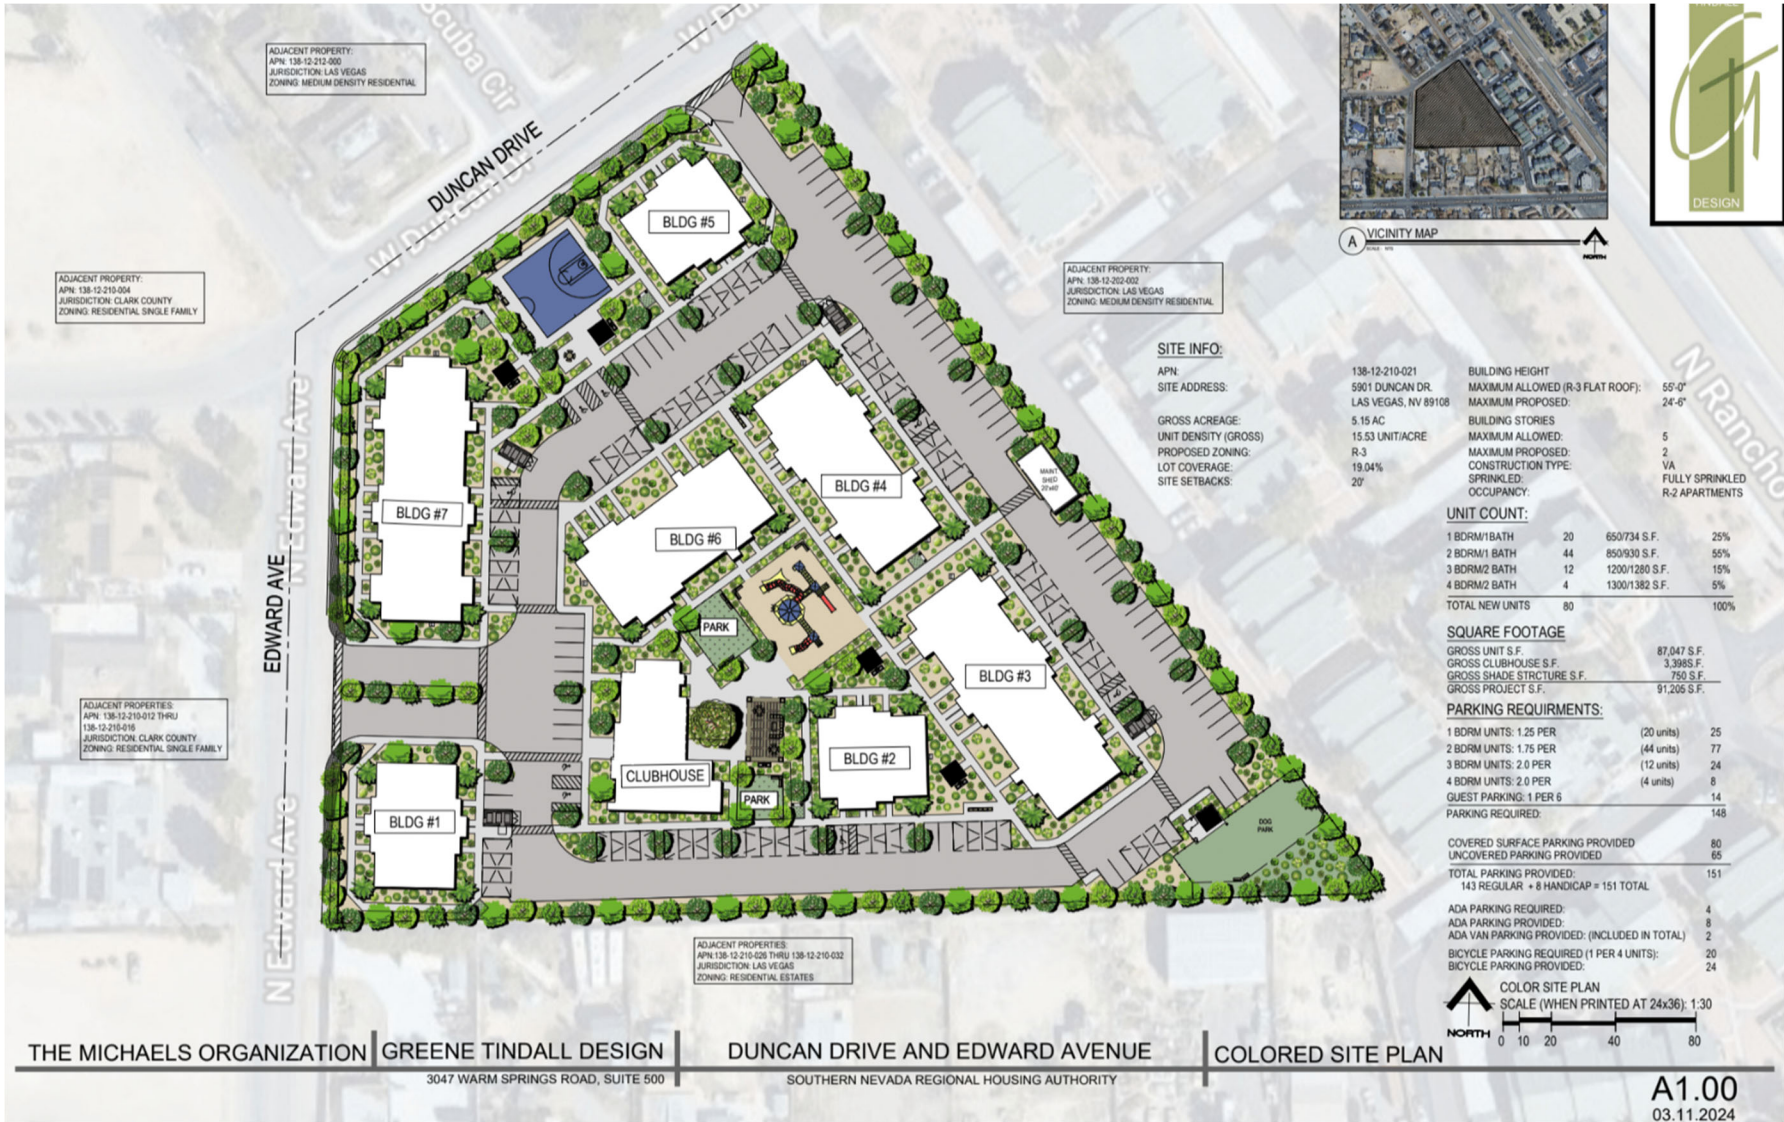 ADJACENT PROPERTY:
APN: 138-12-212-000
JURISDICTION: LAS VEGAS
ZONING: MEDIUM DENSITY RESIDENTIAL
Scuba Cir
W Du
DUNCAN DRIVE
W Duncan Dr
ADJACENT PROPERTY:
APN: 138-12-210-004
JURISDICTION: CLARK COUNTY
ZONING: RESIDENTIAL SINGLE FAMILY
EDWARD AVE
N Edward Ave
N Edward Ave
ADJACENT PROPERTIES:
APN: 138-12-210-012 THRU
138-12-210-016
JURISDICTION: CLARK COUNTY
ZONING: RESIDENTIAL SINGLE FAMILY
BLDG #5
BLDG #4
BLDG #7
BLDG #6
MAINT
SHED
20'x40'
PARK
BLDG #3
BLDG #2
CLUBHOUSE
PARK
BLDG #1
DOG
PARK
ADJACENT PROPERTY:
APN: 138-12-202-002
JURISDICTION: LAS VEGAS
ZONING: MEDIUM DENSITY RESIDENTIAL
ADJACENT PROPERTIES:
APN:138-12-210-026 THRU 138-12-210-032
JURISDICTION: LAS VEGAS
ZONING: RESIDENTIAL ESTATES
A VICINITY MAP
NORTH
TINDALL
DESIGN
N Rancho
SITE INFO:
APN: 138-12-210-021
SITE ADDRESS: 5901 DUNCAN DR.
LAS VEGAS, NV 89108
GROSS ACREAGE: 5.15 AC
UNIT DENSITY (GROSS) 15.53 UNIT/ACRE
PROPOSED ZONING: R-3
LOT COVERAGE: 19.04%
SITE SETBACKS: 20'
BUILDING HEIGHT
MAXIMUM ALLOWED (R-3 FLAT ROOF): 55'-0"
MAXIMUM PROPOSED: 24'-6"
BUILDING STORIES
MAXIMUM ALLOWED: 5
MAXIMUM PROPOSED: 2
CONSTRUCTION TYPE: VA
SPRINKLED: FULLY SPRINKLED
OCCUPANCY: R-2 APARTMENTS
UNIT COUNT:
1 BDRM/1BATH 20 650/734 S.F. 25%
2 BDRM/1 BATH 44 850/930 S.F. 55%
3 BDRM/2 BATH 12 1200/1280 S.F. 15%
4 BDRM/2 BATH 4 1300/1382 S.F. 5%
TOTAL NEW UNITS 80 100%
SQUARE FOOTAGE
GROSS UNIT S.F. 87,047 S.F.
GROSS CLUBHOUSE S.F. 3,398S.F.
GROSS SHADE STRCTURE S.F. 750 S.F.
GROSS PROJECT S.F. 91,205 S.F.
PARKING REQUIRMENTS:
1 BDRM UNITS: 1.25 PER (20 units) 25
2 BDRM UNITS: 1.75 PER (44 units) 77
3 BDRM UNITS: 2.0 PER (12 units) 24
4 BDRM UNITS: 2.0 PER (4 units) 8
GUEST PARKING: 1 PER 6 14
PARKING REQUIRED: 148
COVERED SURFACE PARKING PROVIDED 80
UNCOVERED PARKING PROVIDED 65
TOTAL PARKING PROVIDED: 151
143 REGULAR + 8 HANDICAP = 151 TOTAL
ADA PARKING REQUIRED: 4
ADA PARKING PROVIDED: 8
ADA VAN PARKING PROVIDED: (INCLUDED IN TOTAL) 2
BICYCLE PARKING REQUIRED (1 PER 4 UNITS): 20
BICYCLE PARKING PROVIDED: 24
COLOR SITE PLAN
SCALE (WHEN PRINTED AT 24x36): 1:30
NORTH
0 10 20 40 80
THE MICHAELS ORGANIZATION
GREENE TINDALL DESIGN
3047 WARM SPRINGS ROAD, SUITE 500
DUNCAN DRIVE AND EDWARD AVENUE
SOUTHERN NEVADA REGIONAL HOUSING AUTHORITY
COLORED SITE PLAN
A1.00
03.11.2024